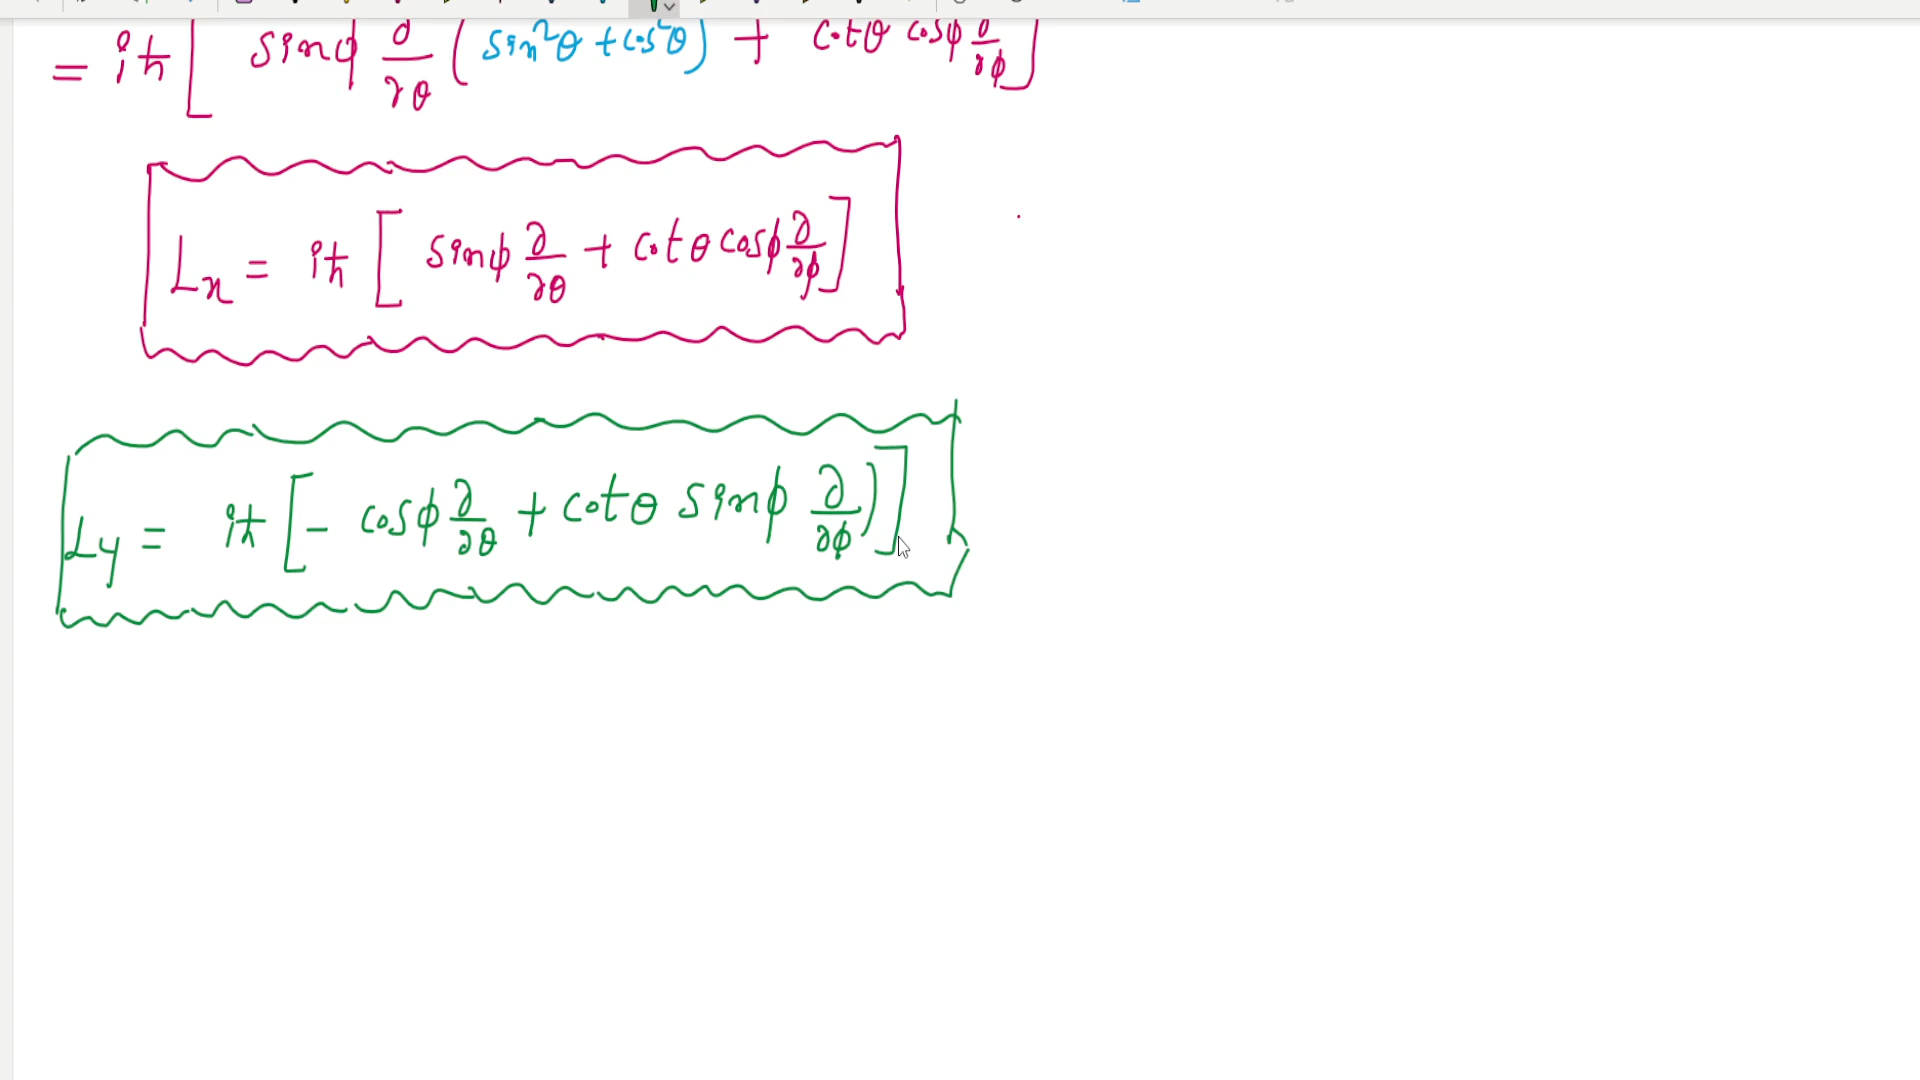 = iħ [ sinφ ∂/∂θ ( sin²θ + cos²θ ) + cotθ cosφ ∂/∂φ ]
Lx = iħ [ sinφ ∂/∂θ + cotθ cosφ ∂/∂φ ]
Ly = iħ [ - cosφ ∂/∂θ + cotθ sinφ ∂/∂φ ) ]